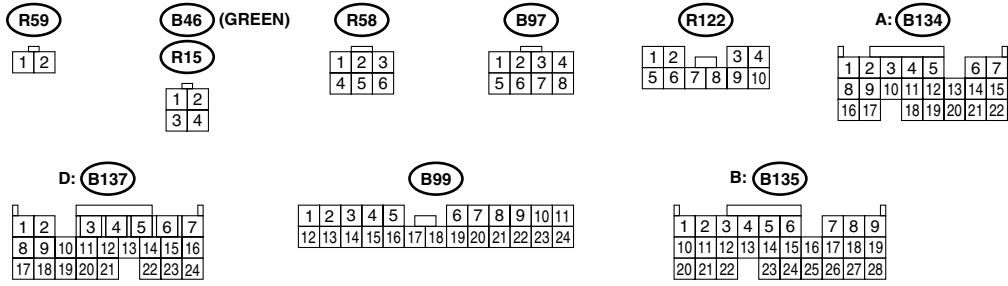 R59
1 2
B46 (GREEN)
R15
1 2
3 4
R58
1 2 3
4 5 6
B97
1 2 3 4
5 6 7 8
R122
1 2 3 4
5 6 7 8 9 10
A: B134
1 2 3 4 5 6 7
8 9 10 11 12 13 14 15
16 17 18 19 20 21 22
D: B137
1 2 3 4 5 6 7
8 9 10 11 12 13 14 15 16
17 18 19 20 21 22 23 24
B99
1 2 3 4 5 6 7 8 9 10 11
12 13 14 15 16 17 18 19 20 21 22 23 24
B: B135
1 2 3 4 5 6 7 8 9
10 11 12 13 14 15 16 17 18 19
20 21 22 23 24 25 26 27 28